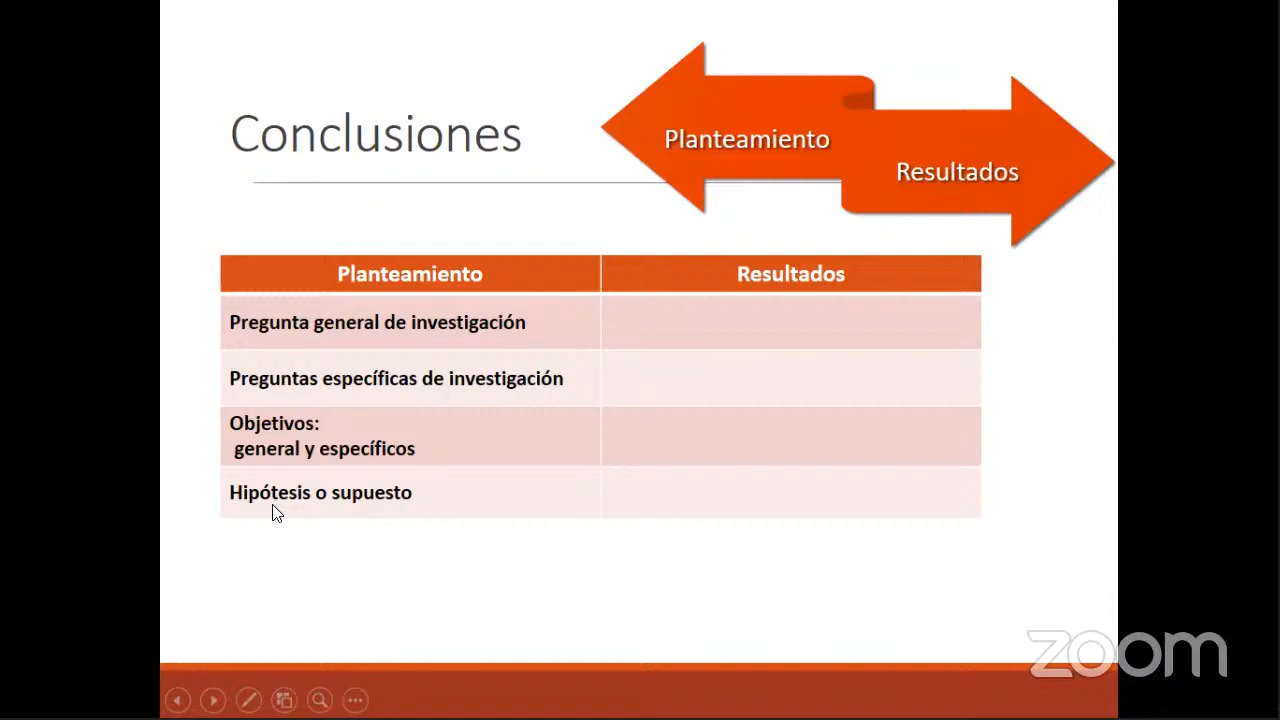 Conclusiones
Planteamiento
Resultados
Planteamiento
Resultados
Pregunta general de investigación
Preguntas específicas de investigación
Objetivos:
general y específicos
Hipótesis o supuesto
zoom